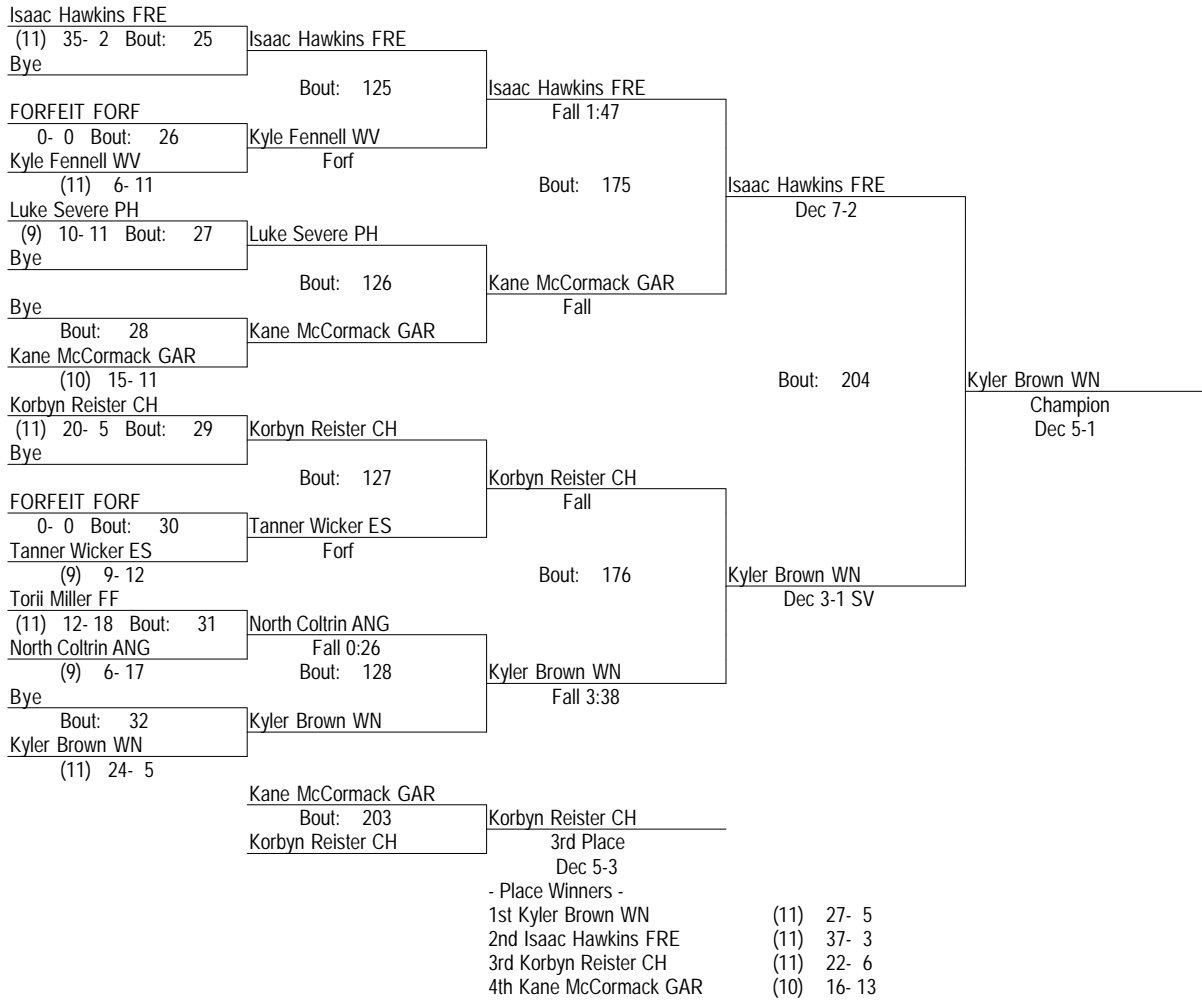 Isaac Hawkins FRE
(11) 35- 2 Bout: 25
Bye
Isaac Hawkins FRE
Bout: 125
FORFEIT FORF
0- 0 Bout: 26
Kyle Fennell WV
(11) 6- 11
Kyle Fennell WV
Forf
Isaac Hawkins FRE
Fall 1:47
Bout: 175
Luke Severe PH
(9) 10- 11 Bout: 27
Bye
Luke Severe PH
Bout: 126
Bye
Bout: 28
Kane McCormack GAR
(10) 15- 11
Kane McCormack GAR
Kane McCormack GAR
Fall
Isaac Hawkins FRE
Dec 7-2
Bout: 204
Korbyn Reister CH
(11) 20- 5 Bout: 29
Bye
Korbyn Reister CH
Bout: 127
FORFEIT FORF
0- 0 Bout: 30
Tanner Wicker ES
(9) 9- 12
Tanner Wicker ES
Forf
Korbyn Reister CH
Fall
Bout: 176
Torii Miller FF
(11) 12- 18 Bout: 31
North Coltrin ANG
(9) 6- 17
North Coltrin ANG
Fall 0:26
Bout: 128
Bye
Bout: 32
Kyler Brown WN
(11) 24- 5
Kyler Brown WN
Kyler Brown WN
Fall 3:38
Kyler Brown WN
Dec 3-1 SV
Kyler Brown WN
Champion
Dec 5-1
Kane McCormack GAR
Bout: 203
Korbyn Reister CH
Korbyn Reister CH
3rd Place
Dec 5-3
- Place Winners -
1st Kyler Brown WN (11) 27- 5
2nd Isaac Hawkins FRE (11) 37- 3
3rd Korbyn Reister CH (11) 22- 6
4th Kane McCormack GAR (10) 16- 13